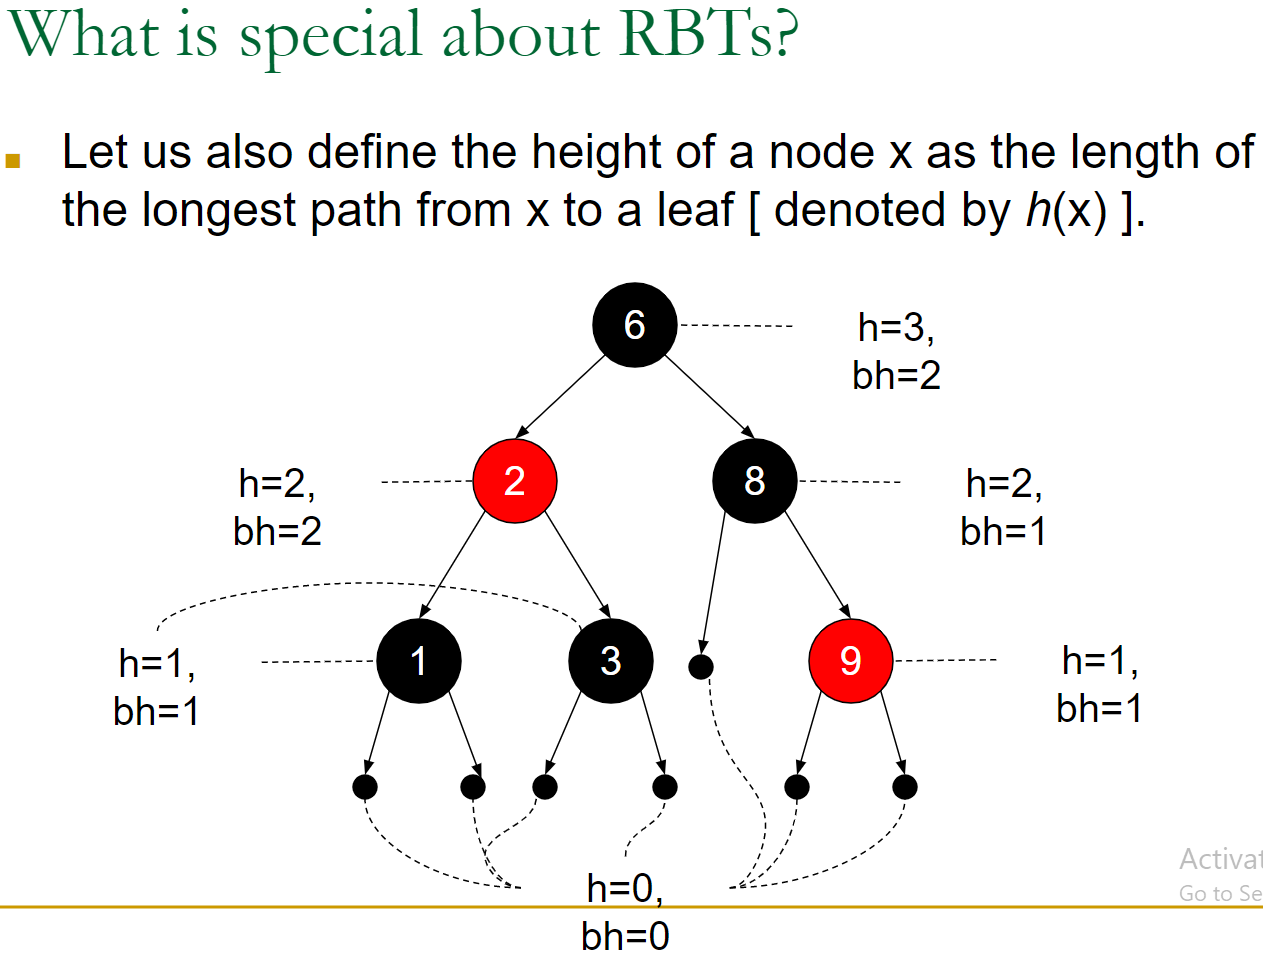 What is special about RBTs?
Let us also define the height of a node x as the length of
the longest path from x to a leaf [ denoted by h(x) ].
6
h=3,
bh=2
h=2,
bh=2
2
8
h=2,
bh=1
h=1,
bh=1
1
3
9
h=1,
bh=1
h=0,
bh=0
Activat
Go to Se